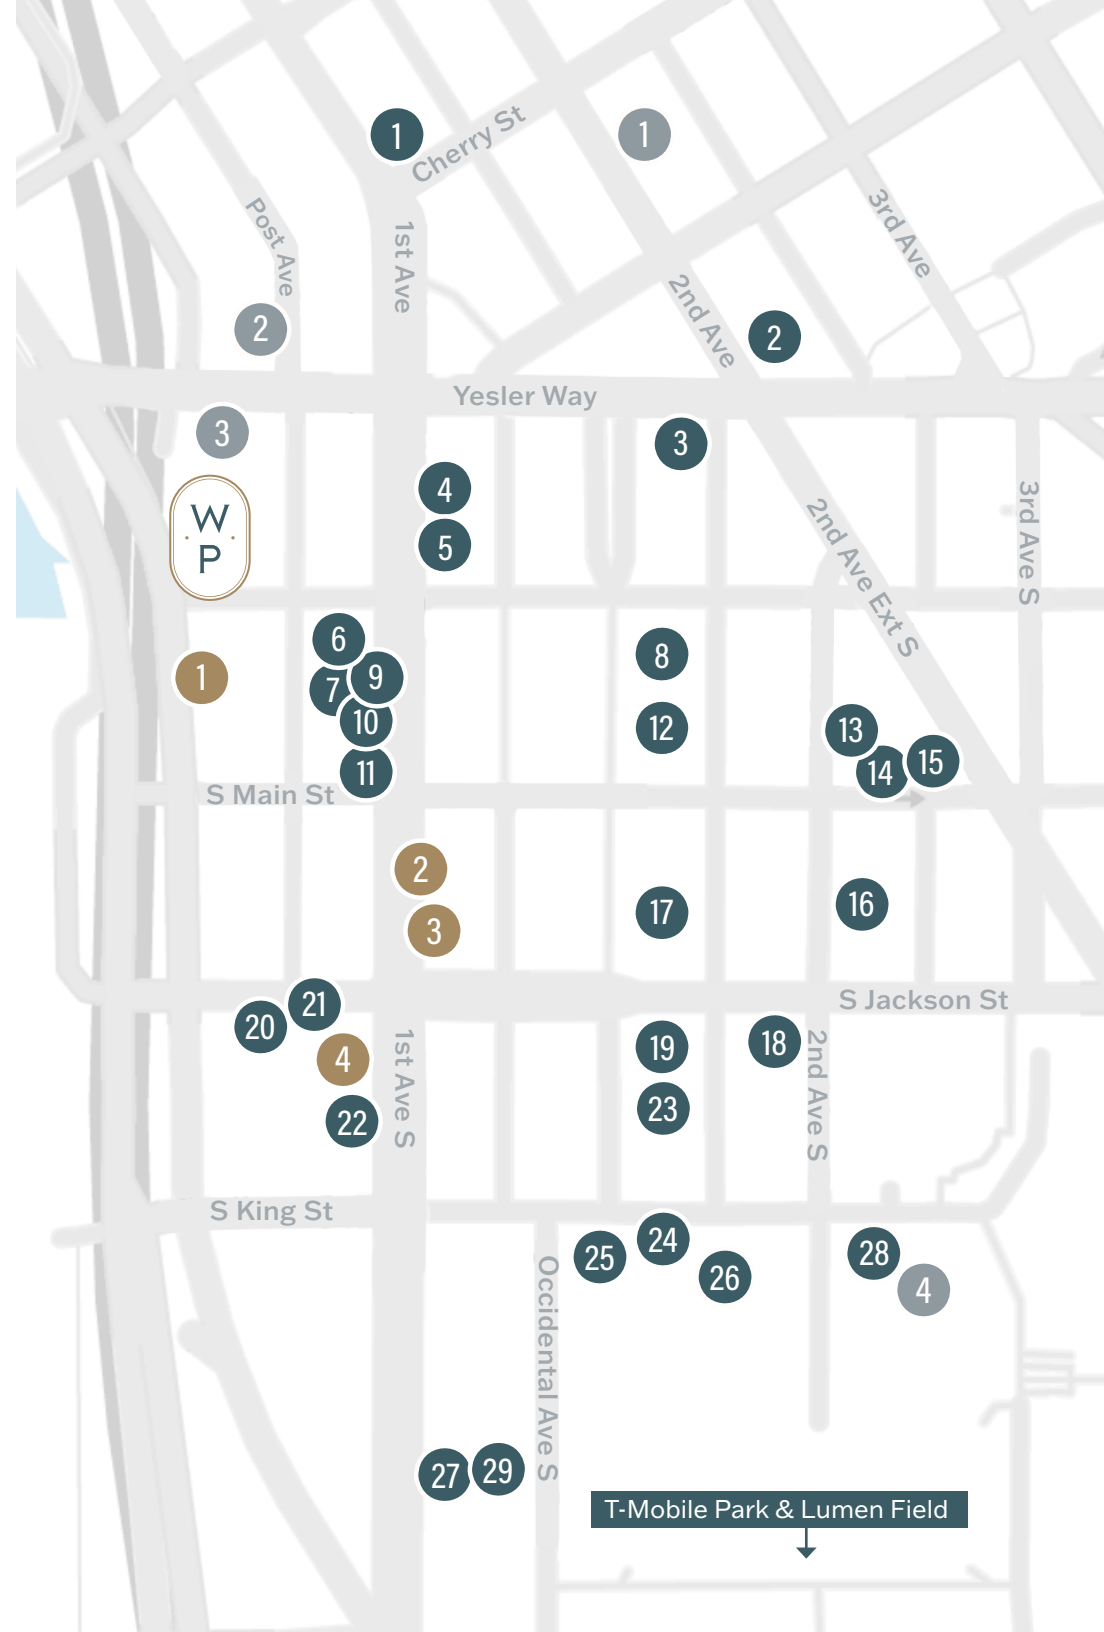 1
Cherry St
1
Post Ave
1st Ave
3rd Ave
2
2nd Ave
2
Yesler Way
3
3
4
W
P
5
2nd Ave Ext S
3rd Ave S
6
8
1
7
9
10
12
13
11
14
15
S Main St
2
3
17
16
21
S Jackson St
20
4
1st Ave S
19
18
2nd Ave S
22
23
S King St
25
24
26
28
4
Occidental Ave S
27
29
T-Mobile Park & Lumen Field